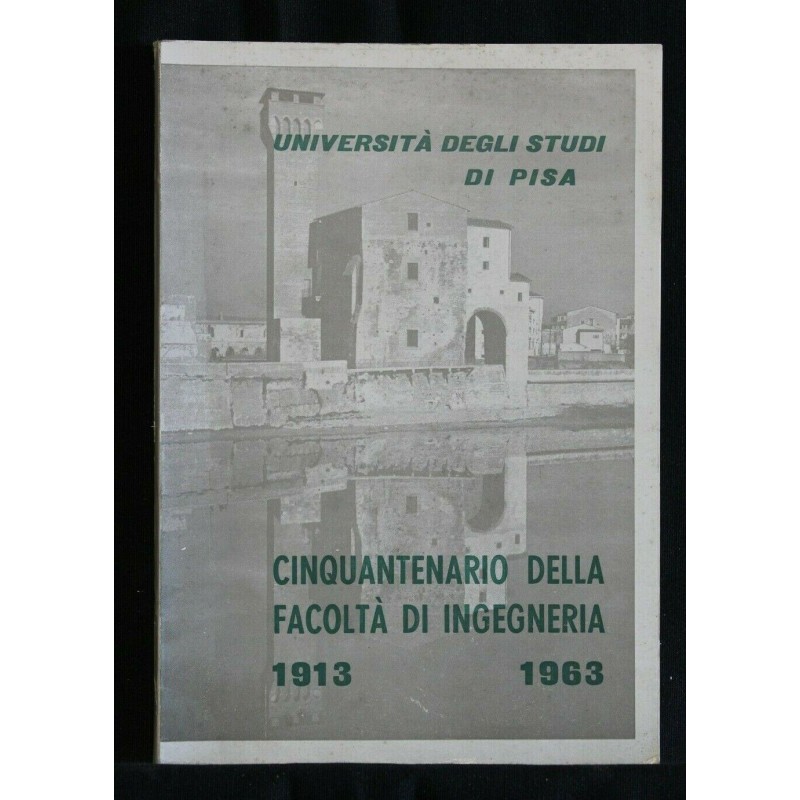 UNIVERSITÀ DEGLI STUDI
DI PISA
CINQUANTENARIO DELLA
FACOLTÀ DI INGEGNERIA
1913 1963